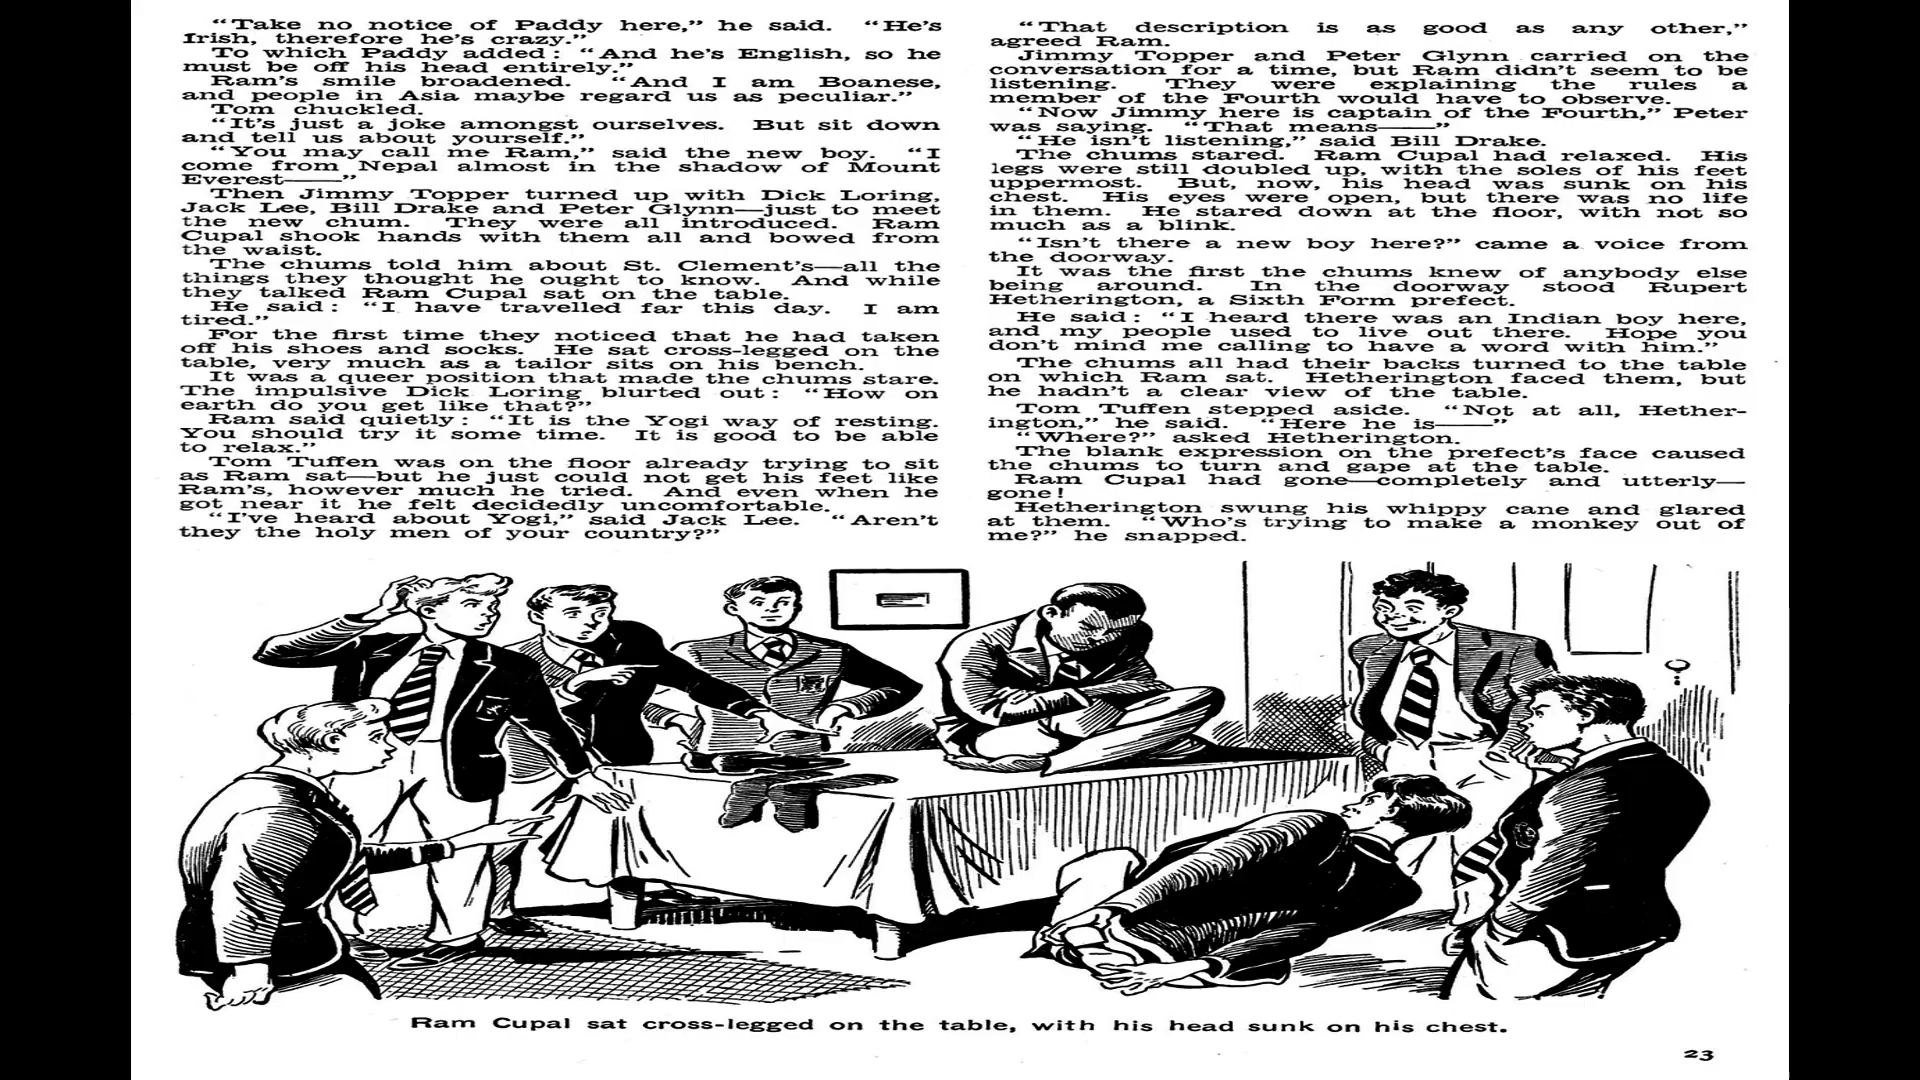 “Take no notice of Paddy here,” he said. “He’s
Irish, therefore he’s crazy.”
To which Paddy added: “And he’s English, so he
must be off his head entirely.”
Ram’s smile broadened. “And I am Boanese,
and people in Asia maybe regard us as peculiar.”
Tom chuckled.
“It’s just a joke amongst ourselves. But sit down
and tell us about yourself.”
“You may call me Ram,” said the new boy. “I
come from Nepal almost in the shadow of Mount
Everest——”
Then Jimmy Topper turned up with Dick Loring,
Jack Lee, Bill Drake and Peter Glynn—just to meet
the new chum. They were all introduced. Ram
Cupal shook hands with them all and bowed from
the waist.
The chums told him about St. Clement’s—all the
things they thought he ought to know. And while
they talked Ram Cupal sat on the table.
He said: “I have travelled far this day. I am
tired.”
For the first time they noticed that he had taken
off his shoes and socks. He sat cross-legged on the
table, very much as a tailor sits on his bench.
It was a queer position that made the chums stare.
The impulsive Dick Loring blurted out: “How on
earth do you get like that?”
Ram said quietly: “It is the Yogi way of resting.
You should try it some time. It is good to be able
to relax.”
Tom Tuffen was on the floor already trying to sit
as Ram sat—but he just could not get his feet like
Ram’s, however much he tried. And even when he
got near it he felt decidedly uncomfortable.
“I’ve heard about Yogi,” said Jack Lee. “Aren’t
they the holy men of your country?”
“That description is as good as any other,”
agreed Ram.
Jimmy Topper and Peter Glynn carried on the
conversation for a time, but Ram didn’t seem to be
listening. They were explaining the rules a
member of the Fourth would have to observe.
“Now Jimmy here is captain of the Fourth,” Peter
was saying. “That means——”
“He isn’t listening,” said Bill Drake.
The chums stared. Ram Cupal had relaxed. His
legs were still doubled up, with the soles of his feet
uppermost. But, now, his head was sunk on his
chest. His eyes were open, but there was no life
in them. He stared down at the floor, with not so
much as a blink.
“Isn’t there a new boy here?” came a voice from
the doorway.
It was the first the chums knew of anybody else
being around. In the doorway stood Rupert
Hetherington, a Sixth Form prefect.
He said: “I heard there was an Indian boy here,
and my people used to live out there. Hope you
don’t mind me calling to have a word with him.”
The chums all had their backs turned to the table
on which Ram sat. Hetherington faced them, but
he hadn’t a clear view of the table.
Tom Tuffen stepped aside. “Not at all, Hether-
ington,” he said. “Here he is——”
“Where?” asked Hetherington.
The blank expression on the prefect’s face caused
the chums to turn and gape at the table.
Ram Cupal had gone—completely and utterly—
gone!
Hetherington swung his whippy cane and glared
at them. “Who’s trying to make a monkey out of
me?” he snapped.
Ram Cupal sat cross-legged on the table, with his head sunk on his chest.
23